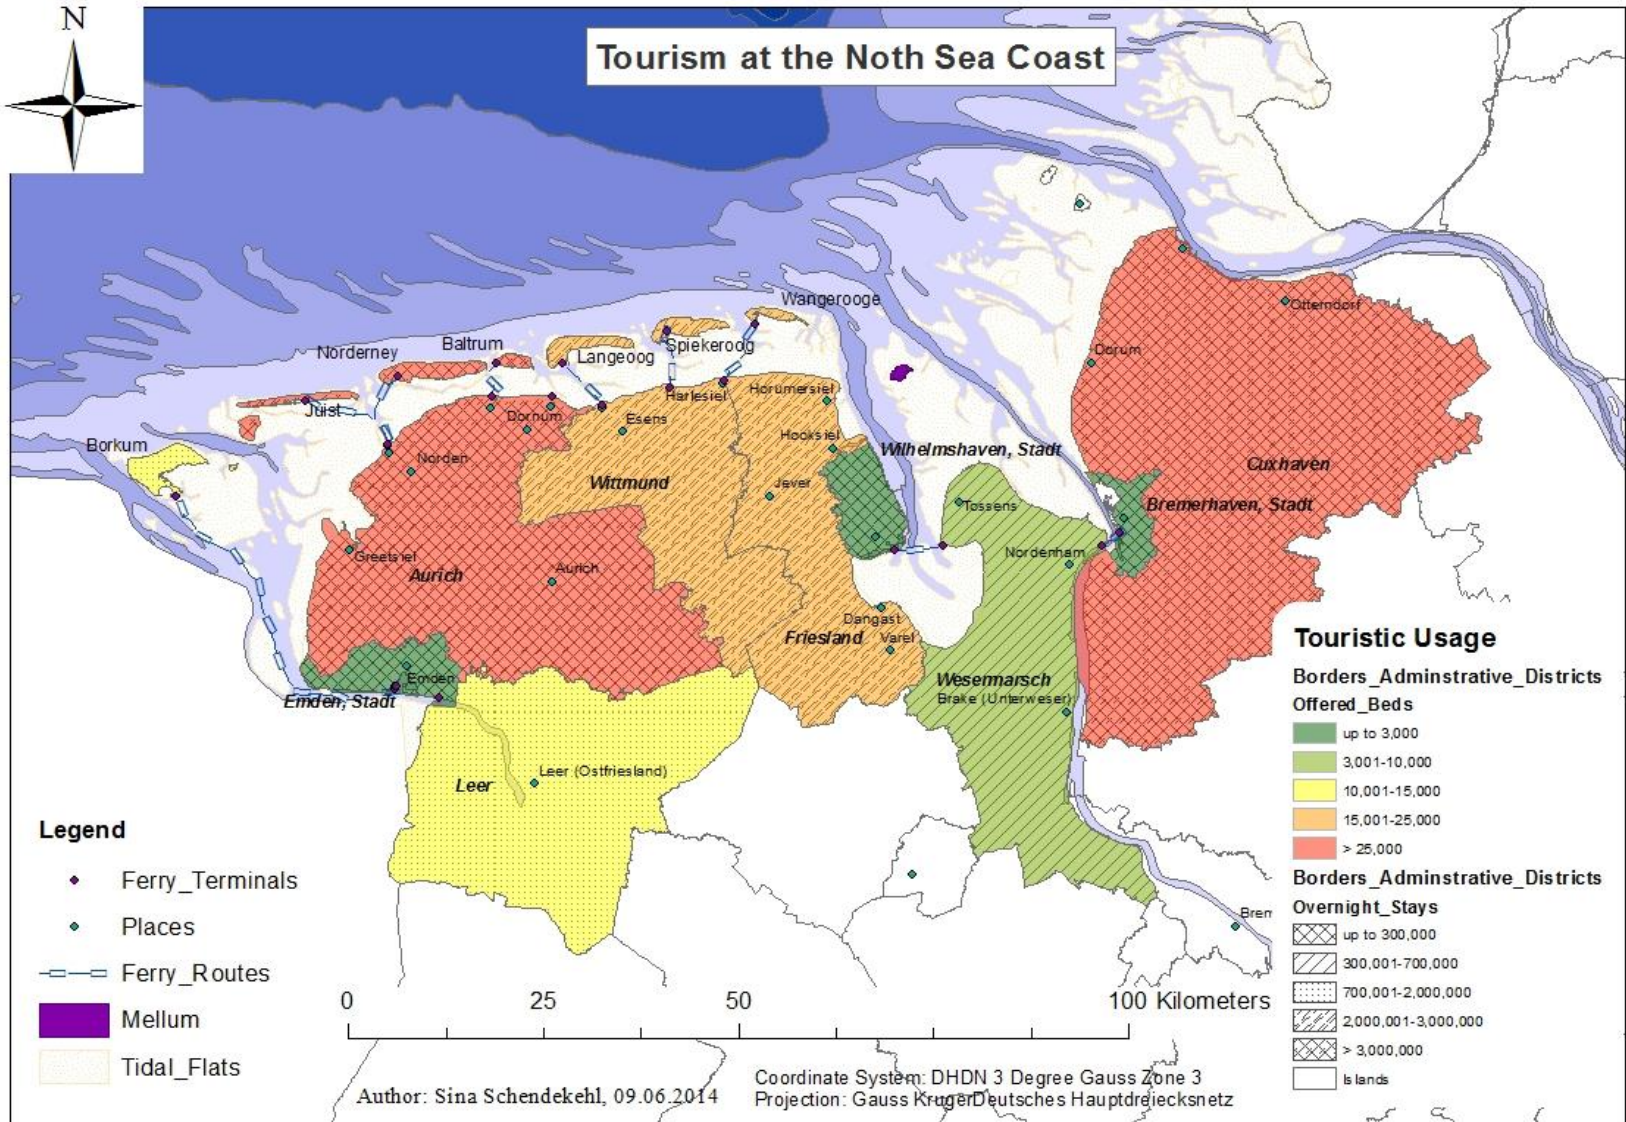 N
Tourism at the Noth Sea Coast
Wangerooge
Otterndorf
Norderney
Baltrum
Spiekeroog
Langeoog
Dorum
Harlesiel
Horumersiel
Juist
Dornum
Esens
Borkum
Hooksiel
Wilhelmshaven, Stadt
Norden
Cuxhaven
Wittmund
Jever
Tossens
Bremerhaven, Stadt
Greetsiel
Nordenham
Aurich
Aurich
Dangast
Friesland
Varel
Emden
Wesermarsch
Emden, Stadt
Brake (Unterweser)
Leer
Leer (Ostfriesland)
Brem
Touristic Usage
Borders_Adminstrative_Districts
Offered_Beds
up to 3,000
3,001-10,000
10,001-15,000
15,001-25,000
> 25,000
Borders_Adminstrative_Districts
Overnight_Stays
up to 300,000
300,001-700,000
700,001-2,000,000
2,000,001-3,000,000
> 3,000,000
Islands
Legend
Ferry_Terminals
Places
Ferry_Routes
Mellum
Tidal_Flats
0 25 50 100 Kilometers
Author: Sina Schendekehl, 09.06.2014
Coordinate System: DHDN 3 Degree Gauss Zone 3
Projection: Gauss KrugerDeutsches Hauptdreiecksnetz